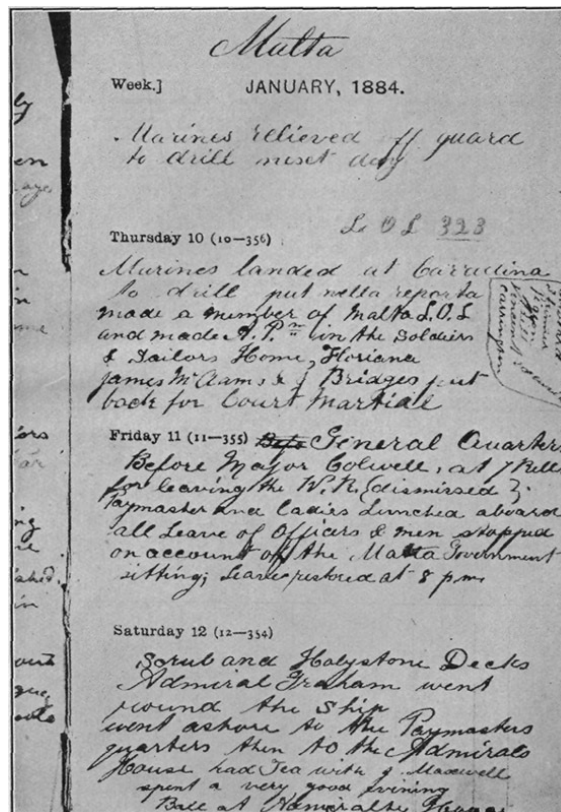 Malta
Week.] JANUARY, 1884.
Marines relieved off guard
to drill next day
L O L 323
Thursday 10 (10—356)
Marines landed at Corradina
to drill put
made a member of Malta L.O.L
and made A. P.m in the Soldiers
& Sailors Home, Floriana
James McCadams & J Bridges put
back for Court Martial
Friday 11 (11—355) General Quarters
Before Major Colwell, at 7 Bells
for leaving the W.R. (dismissed);
Paymaster and Ladies Lunched aboard
all Leave of Officers & men stopped
on account of the Malta Government
sitting; Leave restored at 8 pm
Saturday 12 (12—354)
Scrub and Holystone Decks
Admiral Graham went
round the Ship
went ashore to the Paymasters
quarters then to the Admirals
House had Tea with J Maxwell
spent a very good evining
Ball at